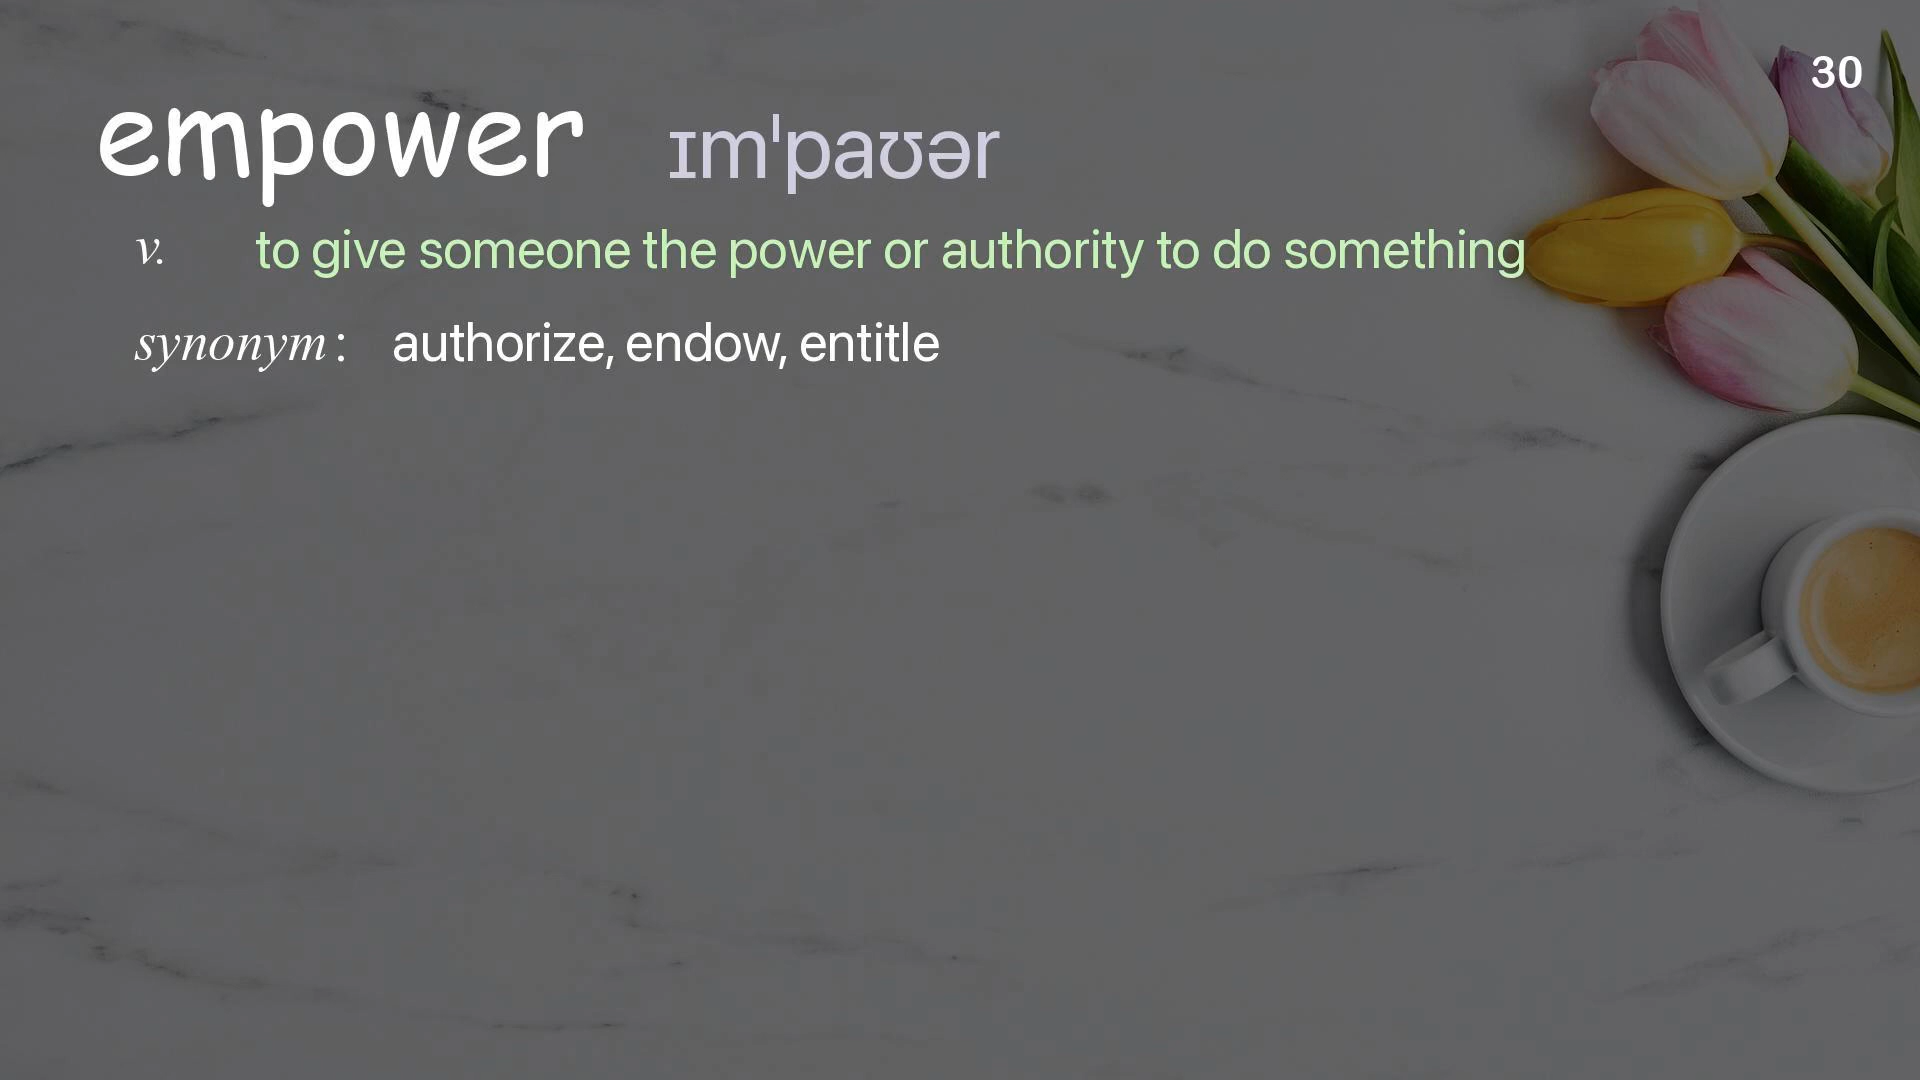 30
empower ɪmˈpaʊər
v. to give someone the power or authority to do something
synonym : authorize, endow, entitle